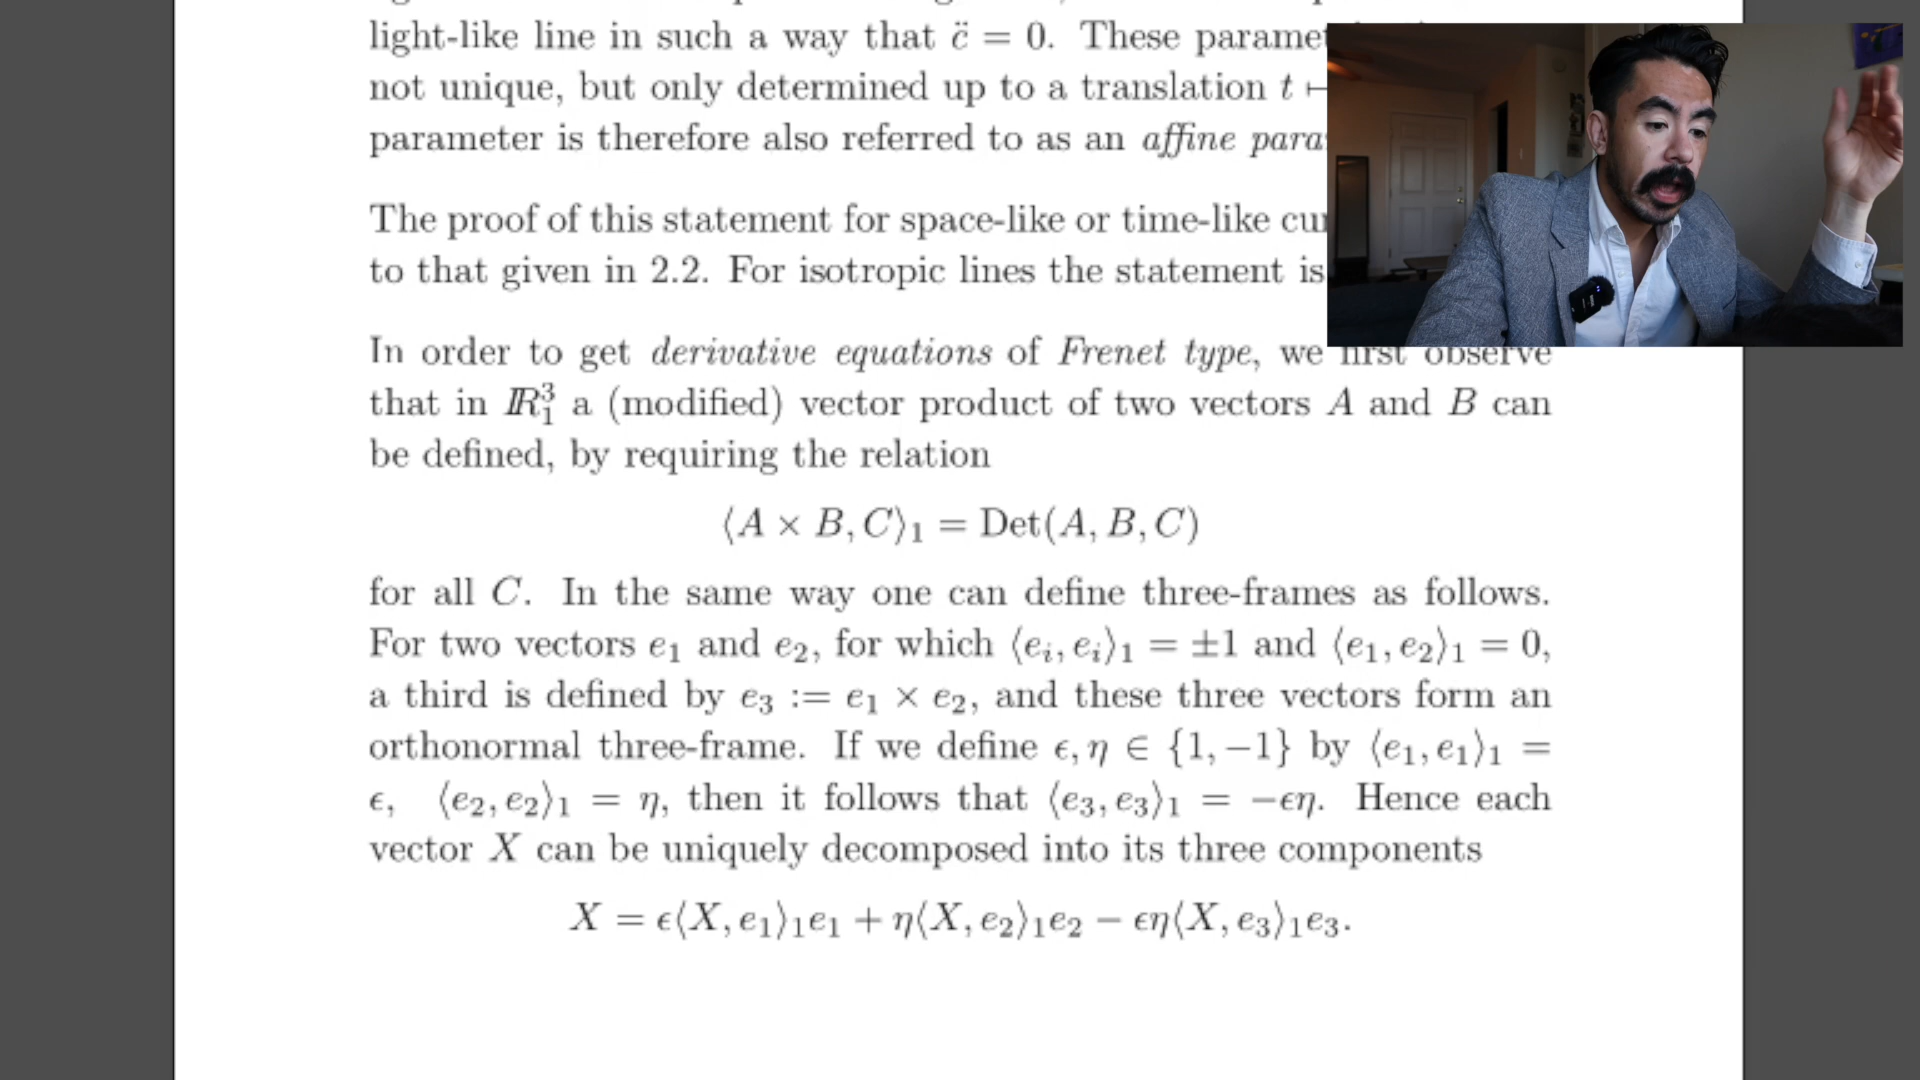 light-like line in such a way that c̈ = 0. These
not unique, but only determined up to a translation t
parameter is therefore also referred to as an affine
The proof of this statement for space-like or time-like
to that given in 2.2. For isotropic lines the statement is
In order to get derivative equations of Frenet type, we first observe
that in ℝ³₁ a (modified) vector product of two vectors A and B can
be defined, by requiring the relation
⟨A × B, C⟩₁ = Det(A, B, C)
for all C. In the same way one can define three-frames as follows.
For two vectors e₁ and e₂, for which ⟨eᵢ, eᵢ⟩₁ = ±1 and ⟨e₁, e₂⟩₁ = 0,
a third is defined by e₃ := e₁ × e₂, and these three vectors form an
orthonormal three-frame. If we define ϵ, η ∈ {1, −1} by ⟨e₁, e₁⟩₁ =
ϵ, ⟨e₂, e₂⟩₁ = η, then it follows that ⟨e₃, e₃⟩₁ = −ϵη. Hence each
vector X can be uniquely decomposed into its three components
X = ϵ⟨X, e₁⟩₁e₁ + η⟨X, e₂⟩₁e₂ − ϵη⟨X, e₃⟩₁e₃.